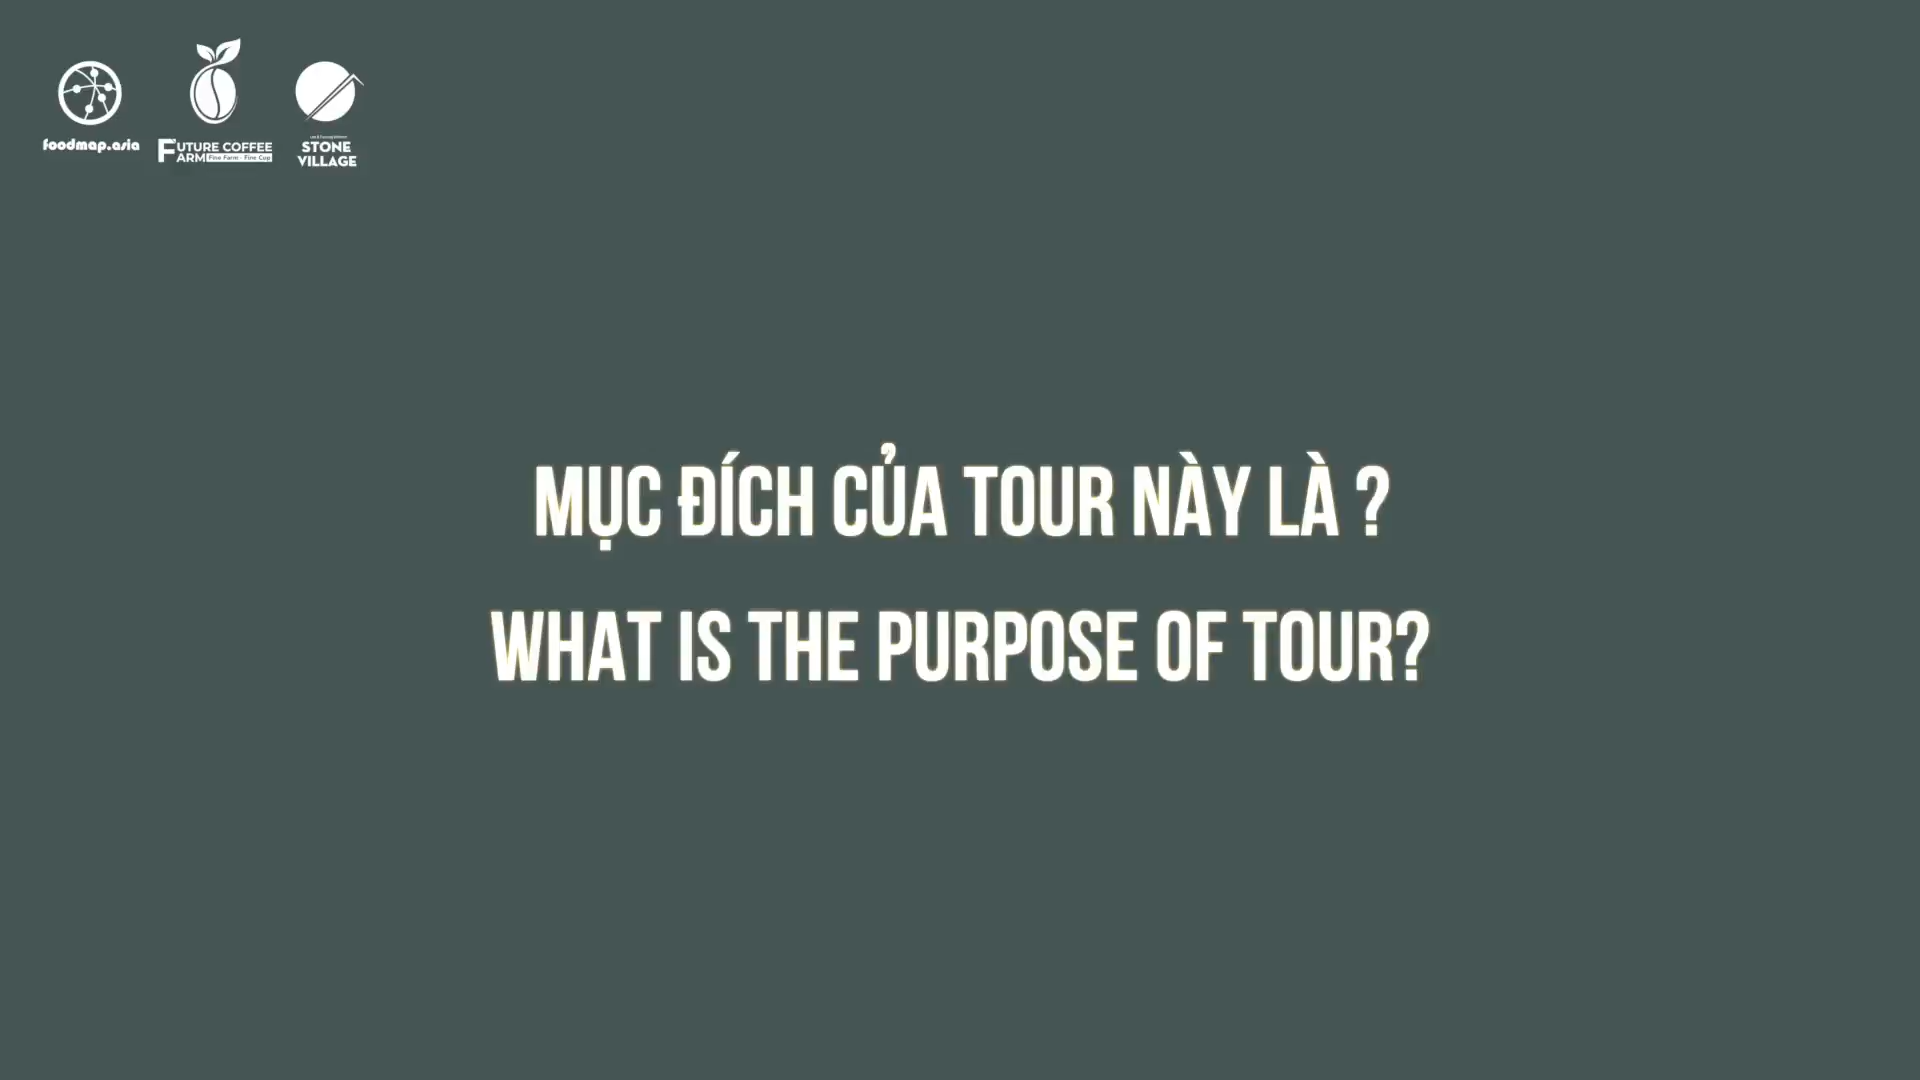 foodmap.asia
FUTURE COFFEE
FARM Fine Farm - Fine Cup
STONE
VILLAGE
MỤC ĐÍCH CỦA TOUR NÀY LÀ ?
WHAT IS THE PURPOSE OF TOUR?